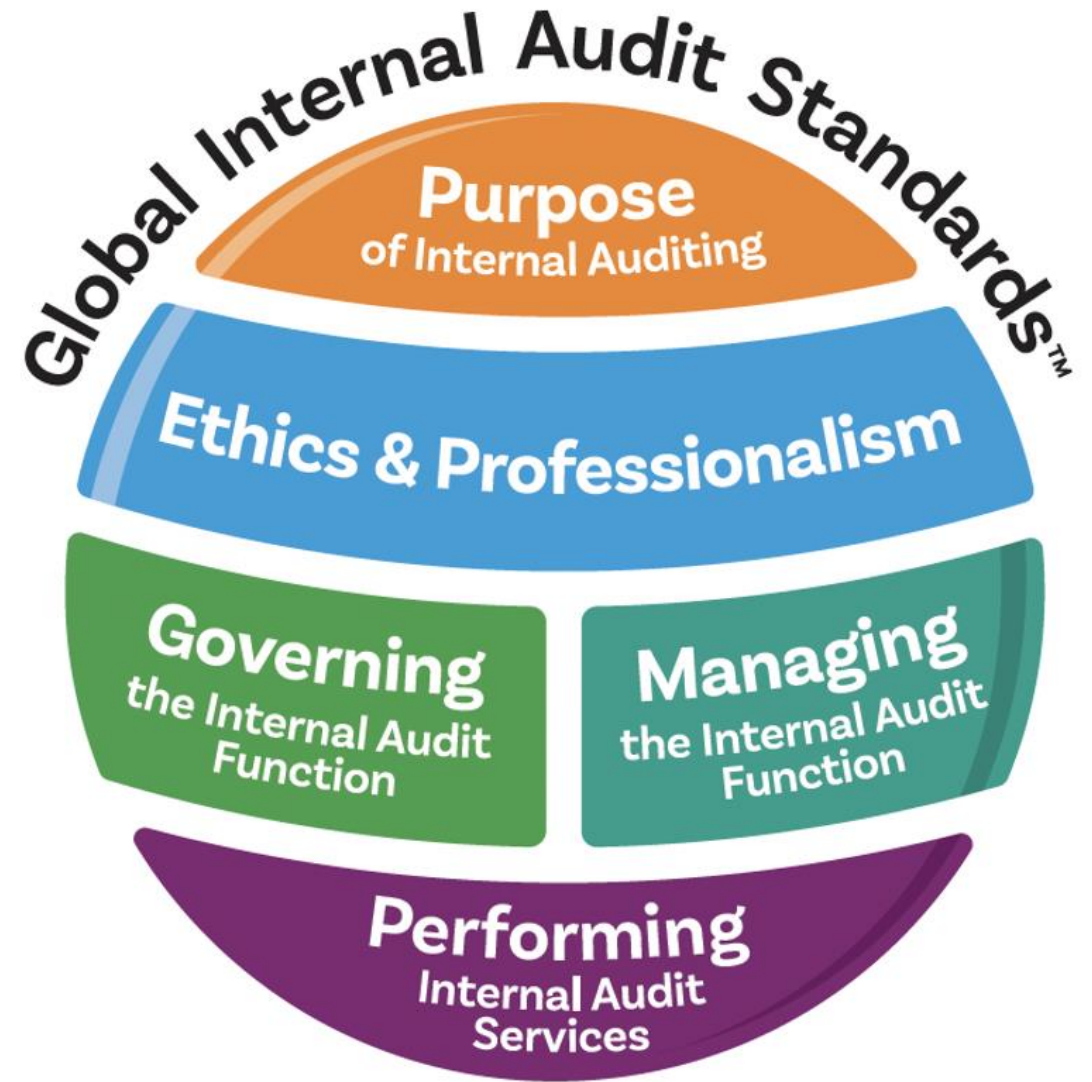 Global Internal Audit Standards™
Purpose
of Internal Auditing
Ethics & Professionalism
Governing
the Internal Audit
Function
Managing
the Internal Audit
Function
Performing
Internal Audit
Services